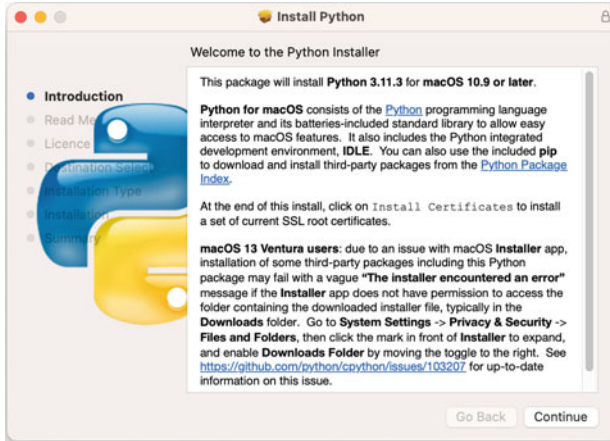 Install Python
Welcome to the Python Installer
Introduction
Read Me
Licence
Destination Select
Installation Type
Installation
Summary
This package will install Python 3.11.3 for macOS 10.9 or later.
Python for macOS consists of the Python programming language
interpreter and its batteries-included standard library to allow easy
access to macOS features. It also includes the Python integrated
development environment, IDLE. You can also use the included pip
to download and install third-party packages from the Python Package
Index.
At the end of this install, click on Install Certificates to install
a set of current SSL root certificates.
macOS 13 Ventura users: due to an issue with macOS Installer app,
installation of some third-party packages including this Python
package may fail with a vague “The installer encountered an error”
message if the Installer app does not have permission to access the
folder containing the downloaded installer file, typically in the
Downloads folder. Go to System Settings -> Privacy & Security ->
Files and Folders, then click the mark in front of Installer to expand,
and enable Downloads Folder by moving the toggle to the right. See
https://github.com/python/cpython/issues/103207 for up-to-date
information on this issue.
Go Back
Continue